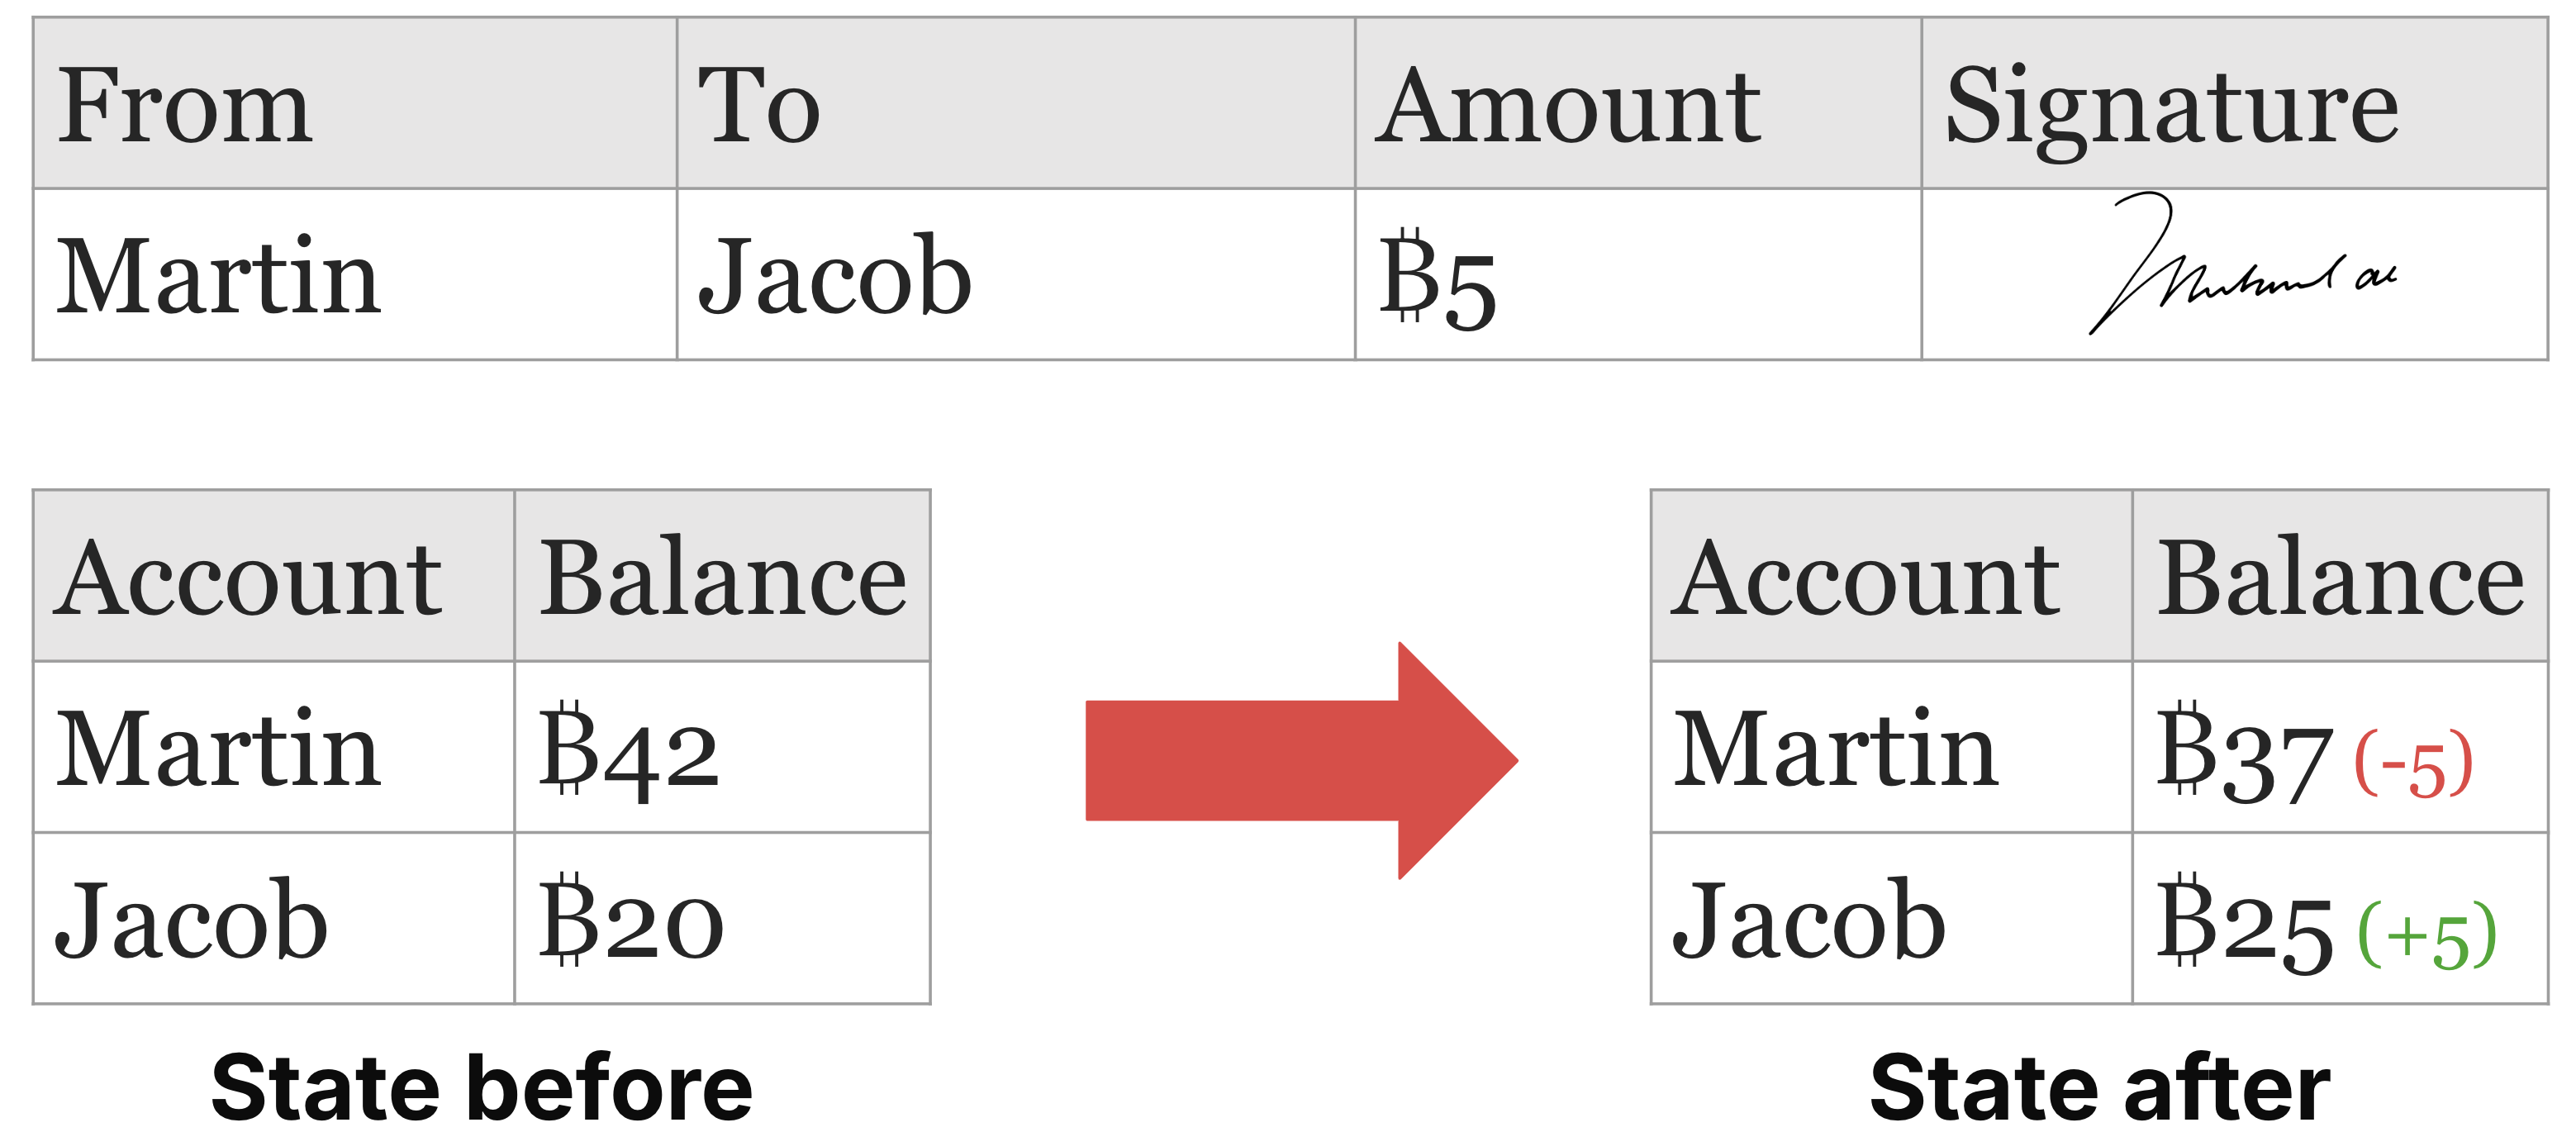 From To Amount Signature
Martin Jacob ₿5
Account Balance
Martin ₿42
Jacob ₿20
State before
Account Balance
Martin ₿37 (-5)
Jacob ₿25 (+5)
State after